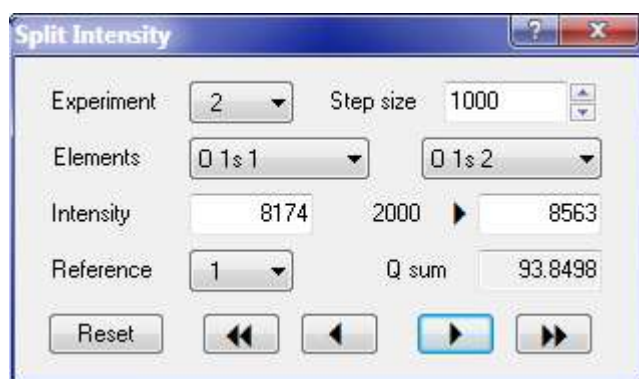 Split Intensity
Experiment 2 Step size 1000
Elements O 1s 1 O 1s 2
Intensity 8174 2000 8563
Reference 1 Q sum 93.8498
Reset